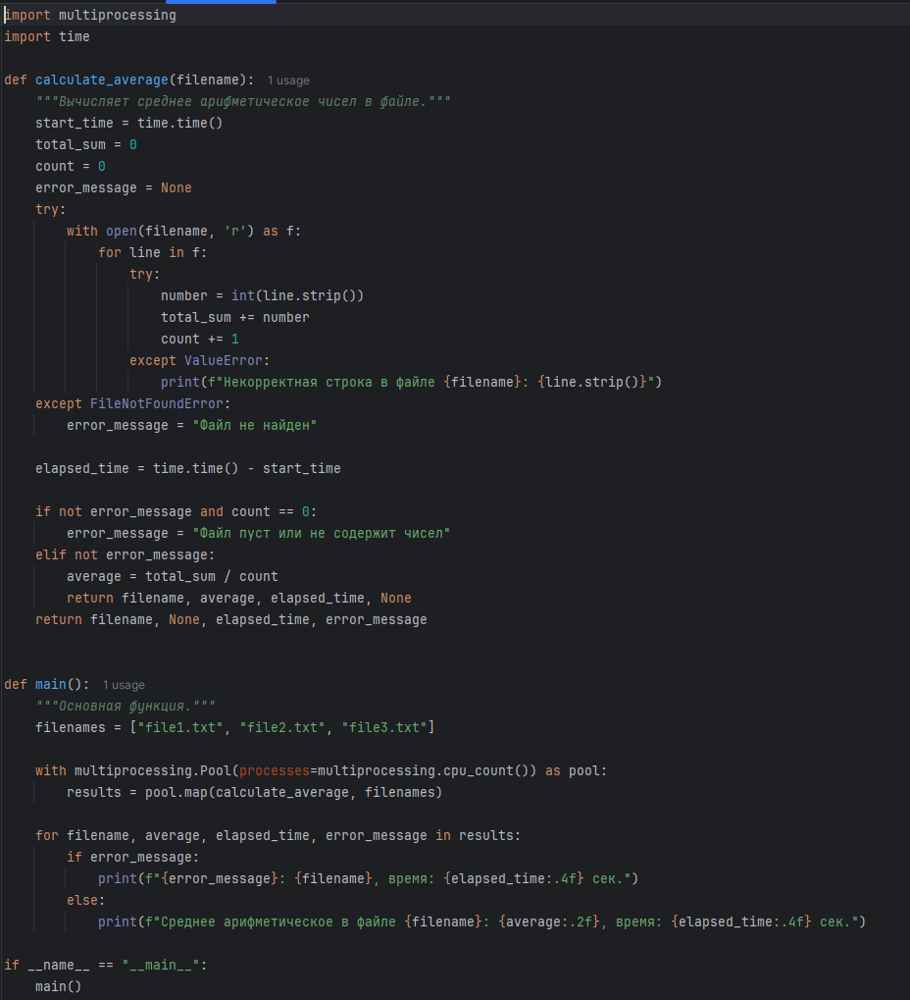 import multiprocessing
import time
def calculate_average(filename): 1 usage
    """Вычисляет среднее арифметическое чисел в файле."""
    start_time = time.time()
    total_sum = 0
    count = 0
    error_message = None
    try:
        with open(filename, 'r') as f:
            for line in f:
                try:
                    number = int(line.strip())
                    total_sum += number
                    count += 1
                except ValueError:
                    print(f"Некорректная строка в файле {filename}: {line.strip()}")
    except FileNotFoundError:
        error_message = "Файл не найден"
    elapsed_time = time.time() - start_time
    if not error_message and count == 0:
        error_message = "Файл пуст или не содержит чисел"
    elif not error_message:
        average = total_sum / count
        return filename, average, elapsed_time, None
    return filename, None, elapsed_time, error_message
def main(): 1 usage
    """Основная функция."""
    filenames = ["file1.txt", "file2.txt", "file3.txt"]
    with multiprocessing.Pool(processes=multiprocessing.cpu_count()) as pool:
        results = pool.map(calculate_average, filenames)
    for filename, average, elapsed_time, error_message in results:
        if error_message:
            print(f"{error_message}: {filename}, время: {elapsed_time:.4f} сек.")
        else:
            print(f"Среднее арифметическое в файле {filename}: {average:.2f}, время: {elapsed_time:.4f} сек.")
if __name__ == "__main__":
    main()